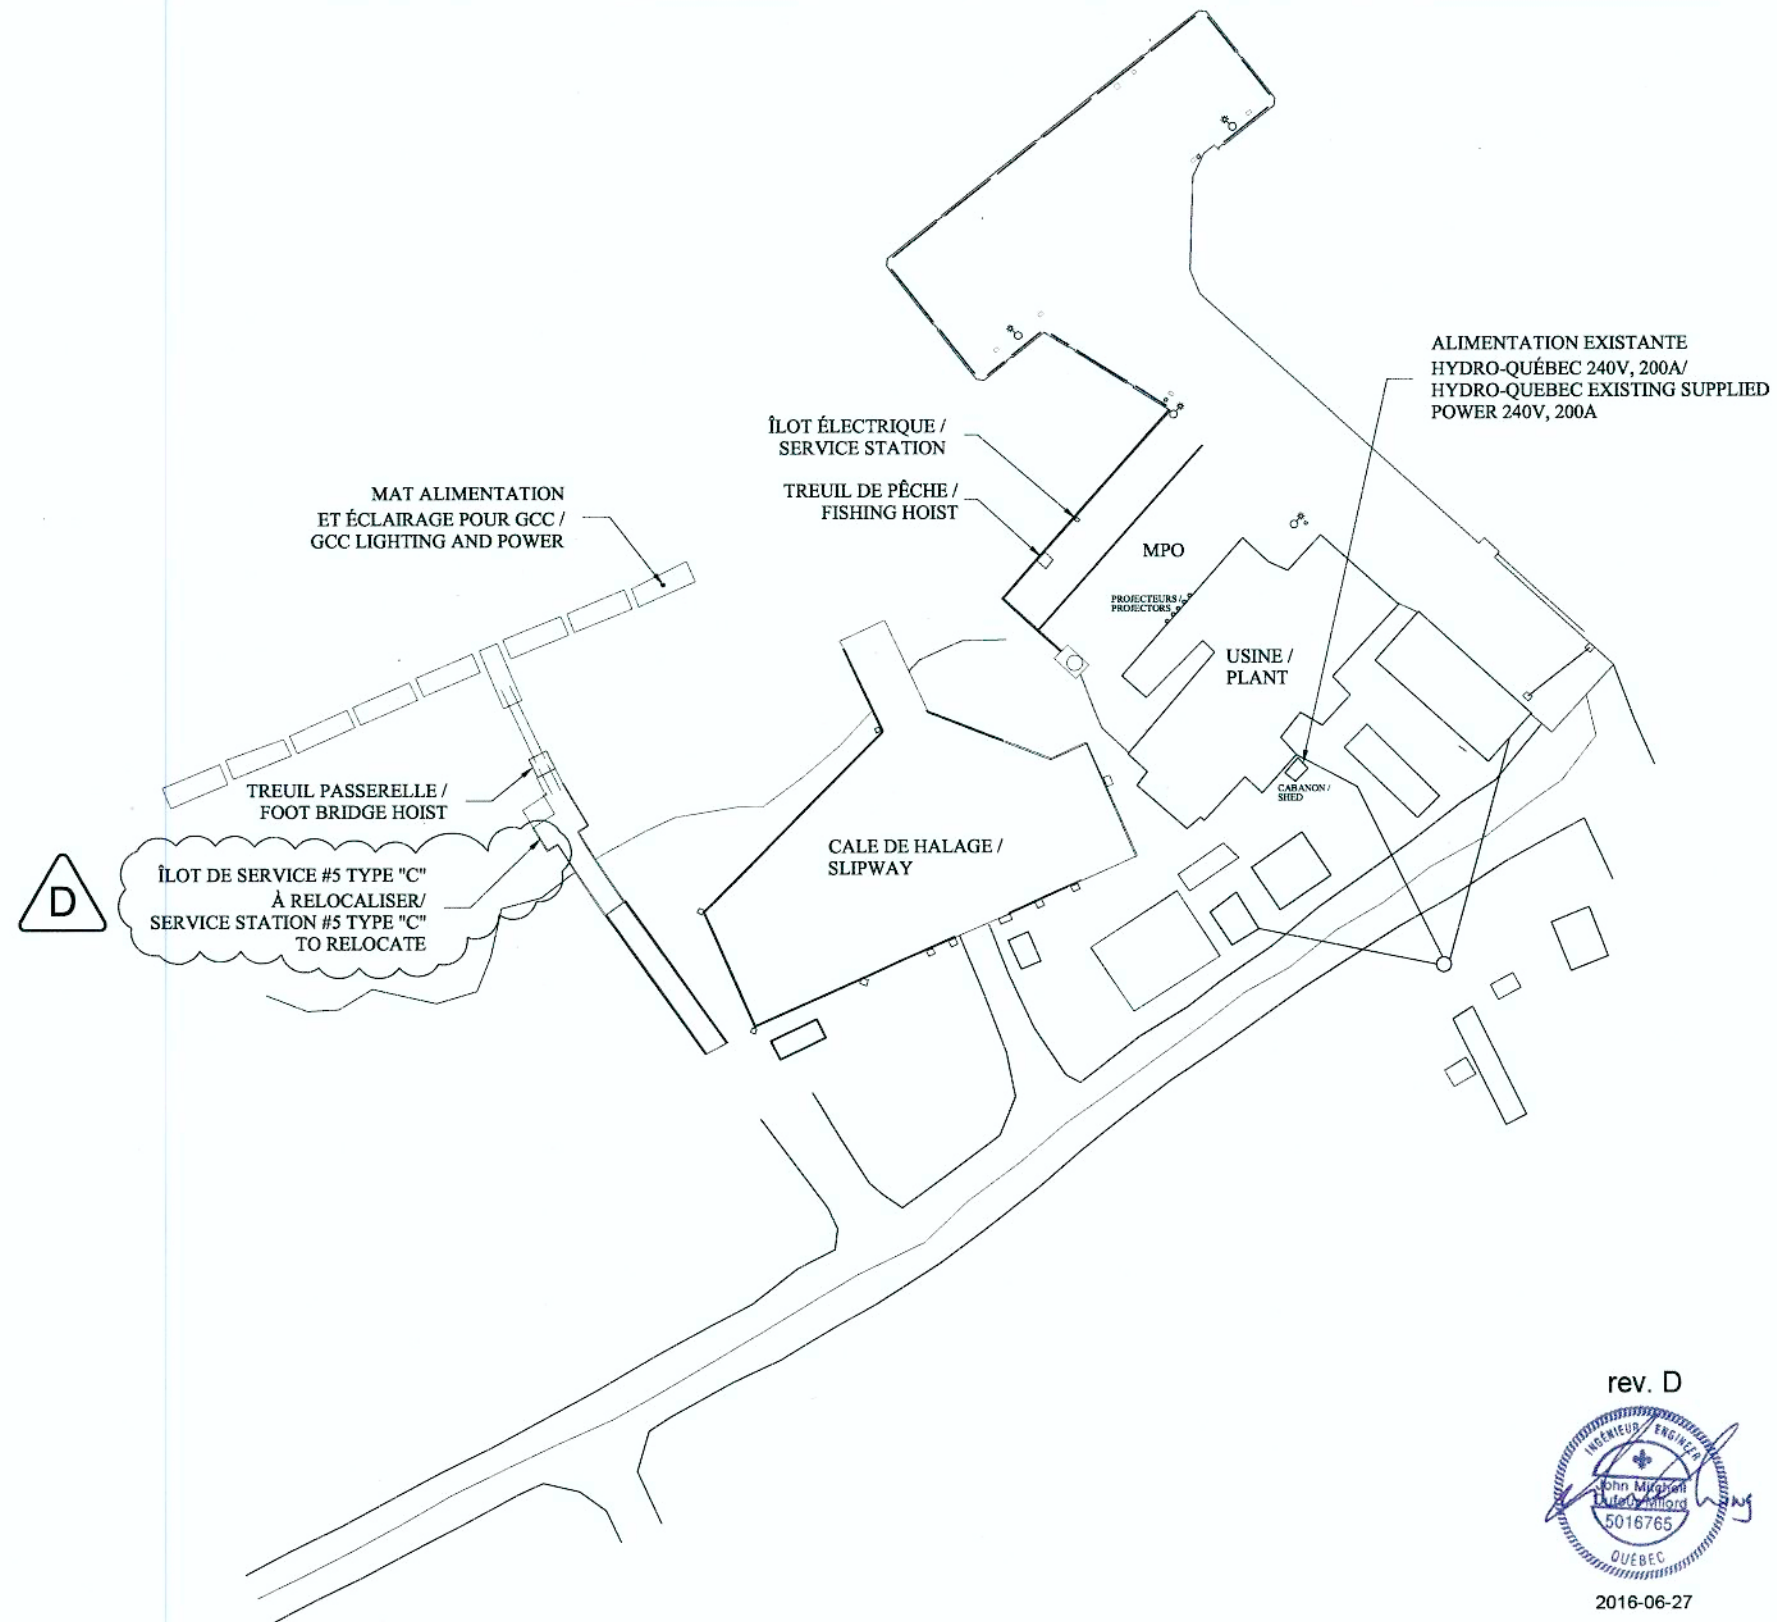 ALIMENTATION EXISTANTE
HYDRO-QUÉBEC 240V, 200A/
HYDRO-QUEBEC EXISTING SUPPLIED
POWER 240V, 200A
ÎLOT ÉLECTRIQUE /
SERVICE STATION
TREUIL DE PÊCHE /
FISHING HOIST
MAT ALIMENTATION
ET ÉCLAIRAGE POUR GCC /
GCC LIGHTING AND POWER
MPO
PROJECTEURS /
PROJECTORS
USINE /
PLANT
CABANON /
SHED
TREUIL PASSERELLE /
FOOT BRIDGE HOIST
CALE DE HALAGE /
SLIPWAY
D
ÎLOT DE SERVICE #5 TYPE "C"
À RELOCALISER/
SERVICE STATION #5 TYPE "C"
TO RELOCATE
rev. D
INGÉNIEUR ENGINEER
John Mitchell
5016765
QUÉBEC
2016-06-27